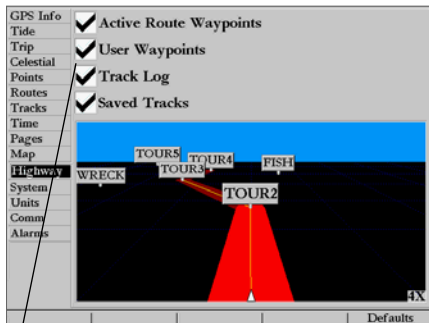 GPS Info
Tide
Trip
Celestial
Points
Routes
Tracks
Time
Pages
Map
Highway
System
Units
Comm
Alarms
Active Route Waypoints
User Waypoints
Track Log
Saved Tracks
TOUR5
TOUR4
TOUR3
FISH
WRECK
TOUR2
4X
Defaults